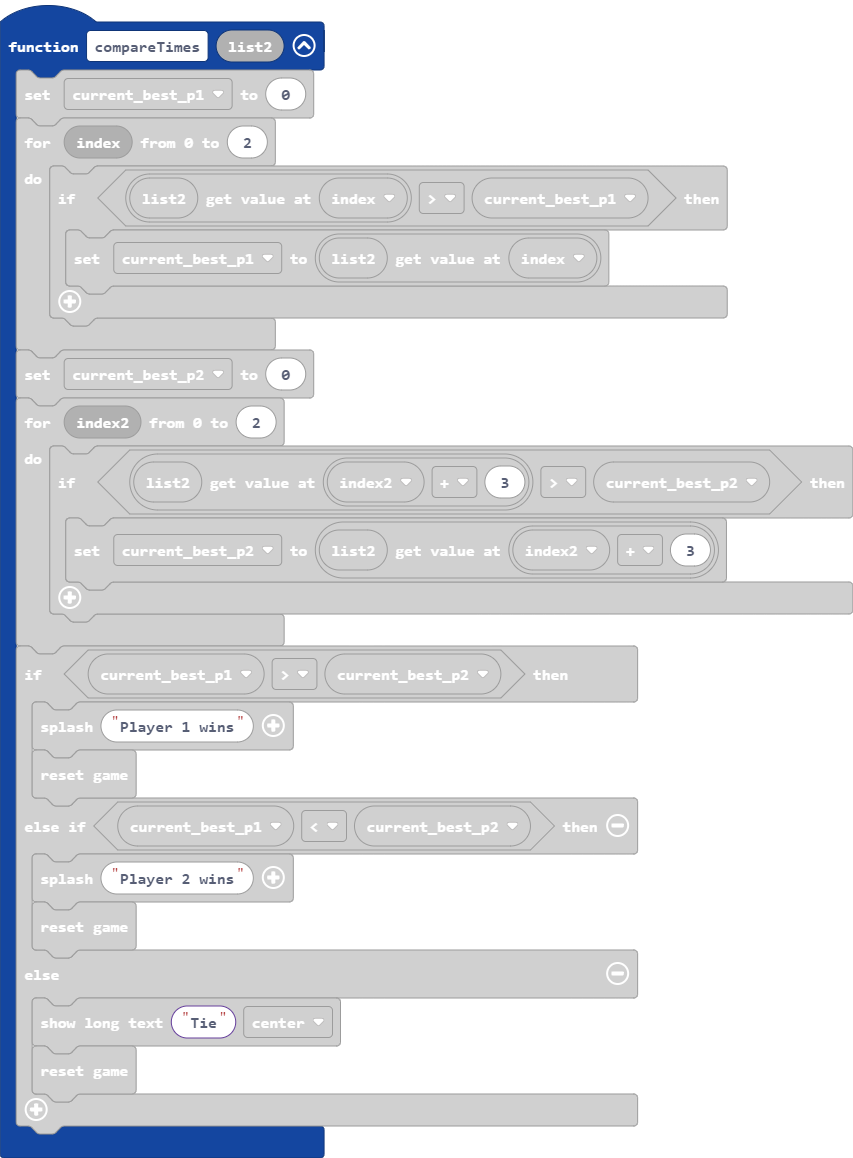 function compareTimes list2
set current_best_p1 to 0
for index from 0 to 2
do
if list2 get value at index > current_best_p1 then
set current_best_p1 to list2 get value at index
set current_best_p2 to 0
for index2 from 0 to 2
do
if list2 get value at index2 + 3 > current_best_p2 then
set current_best_p2 to list2 get value at index2 + 3
if current_best_p1 > current_best_p2 then
splash "Player 1 wins"
reset game
else if current_best_p1 < current_best_p2 then
splash "Player 2 wins"
reset game
else
show long text "Tie" center
reset game